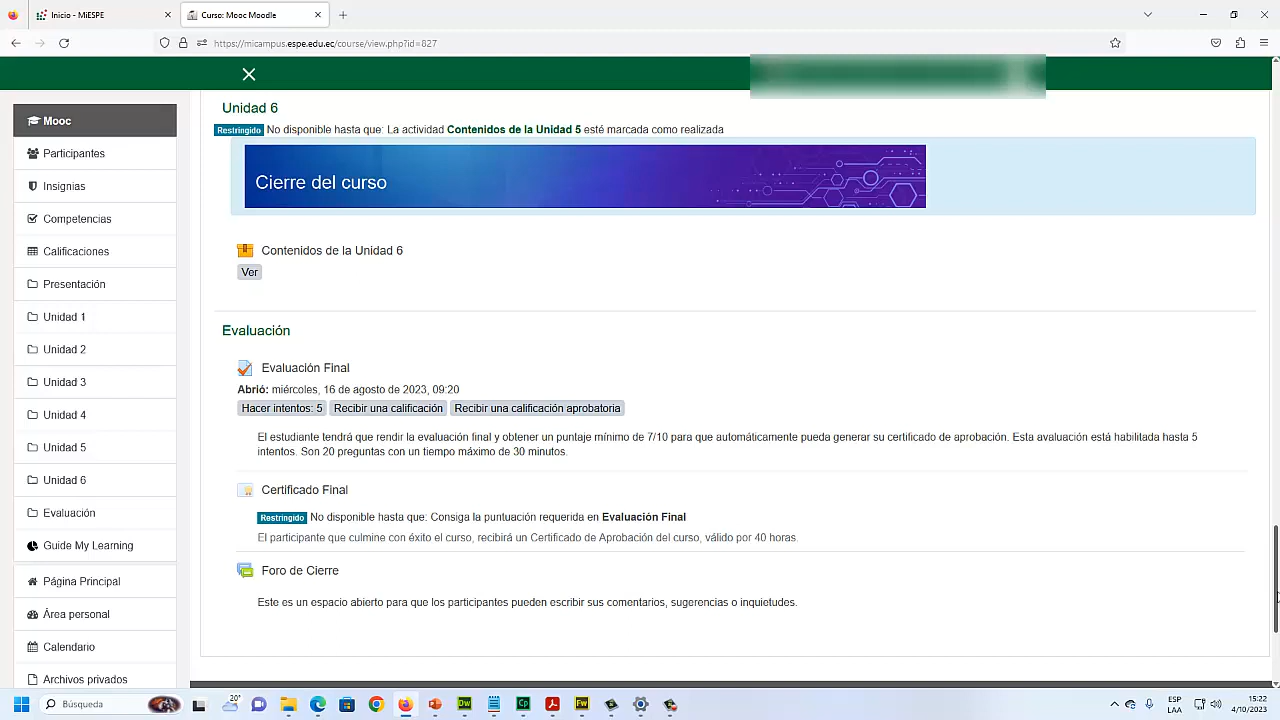 Inicio - MiESPE
Curso: Mooc Moodle
https://micampus.espe.edu.ec/course/view.php?id=827
Mooc
Participantes
Insignias
Competencias
Calificaciones
Presentación
Unidad 1
Unidad 2
Unidad 3
Unidad 4
Unidad 5
Unidad 6
Evaluación
Guide My Learning
Página Principal
Área personal
Calendario
Archivos privados
Unidad 6
Restringido No disponible hasta que: La actividad Contenidos de la Unidad 5 esté marcada como realizada
Cierre del curso
Contenidos de la Unidad 6
Ver
Evaluación
Evaluación Final
Abrió: miércoles, 16 de agosto de 2023, 09:20
Hacer intentos: 5 Recibir una calificación Recibir una calificación aprobatoria
El estudiante tendrá que rendir la evaluación final y obtener un puntaje mínimo de 7/10 para que automáticamente pueda generar su certificado de aprobación. Esta avaluación está habilitada hasta 5
intentos. Son 20 preguntas con un tiempo máximo de 30 minutos.
Certificado Final
Restringido No disponible hasta que: Consiga la puntuación requerida en Evaluación Final
El participante que culmine con éxito el curso, recibirá un Certificado de Aprobación del curso, válido por 40 horas.
Foro de Cierre
Este es un espacio abierto para que los participantes pueden escribir sus comentarios, sugerencias o inquietudes.
Búsqueda
20°
Dw
Cp
Fw
ESP
LAA
15:22
4/10/2023